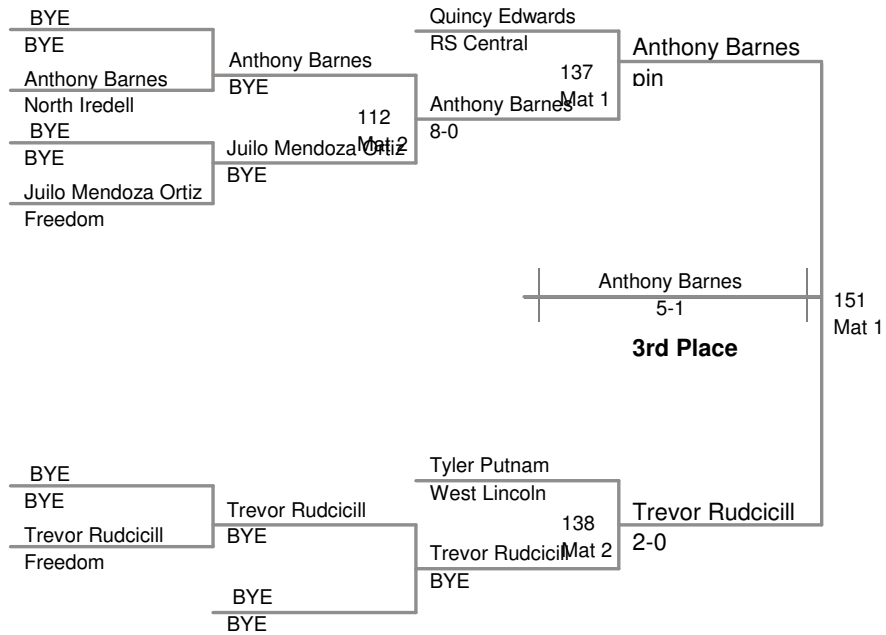 BYE
BYE
Anthony Barnes
North Iredell
BYE
BYE
Juilo Mendoza Ortiz
Freedom
Anthony Barnes
BYE
112
Mat 2
Juilo Mendoza Ortiz
BYE
Quincy Edwards
RS Central
137
Mat 1
Anthony Barnes
8-0
Anthony Barnes
pin
Anthony Barnes
5-1
3rd Place
151
Mat 1
BYE
BYE
Trevor Rudcicill
Freedom
Trevor Rudcicill
BYE
BYE
BYE
Tyler Putnam
West Lincoln
138
Mat 2
Trevor Rudcicill
BYE
Trevor Rudcicill
2-0